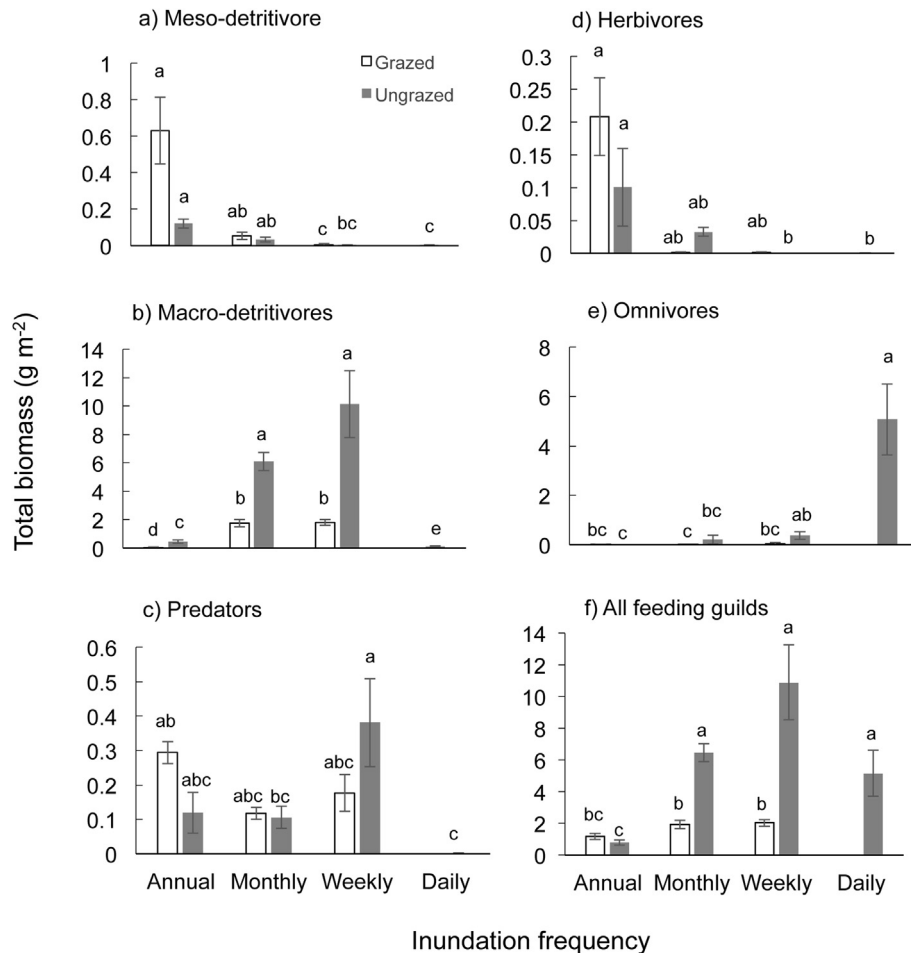 a) Meso-detritivore
1
0.8
0.6
0.4
0.2
0
a
a
ab
ab
c
bc
c
Grazed
Ungrazed
d) Herbivores
0.3
0.25
0.2
0.15
0.1
0.05
0
a
a
ab
ab
ab
b
b
b) Macro-detritivores
14
12
10
8
6
4
2
0
d
c
b
a
b
a
e
e) Omnivores
8
6
4
2
0
bc
c
c
bc
bc
ab
a
c) Predators
0.6
0.5
0.4
0.3
0.2
0.1
0
ab
abc
abc
bc
abc
a
c
Annual Monthly Weekly Daily
f) All feeding guilds
14
12
10
8
6
4
2
0
bc
c
b
a
b
a
a
Annual Monthly Weekly Daily
Total biomass (g m⁻²)
Inundation frequency